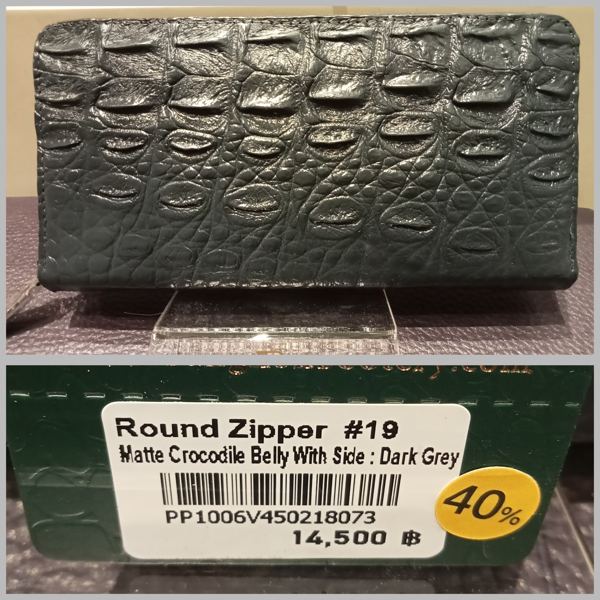 Round Zipper #19
Matte Crocodile Belly With Side : Dark Grey
PP1006V450218073
14,500 ฿
40%